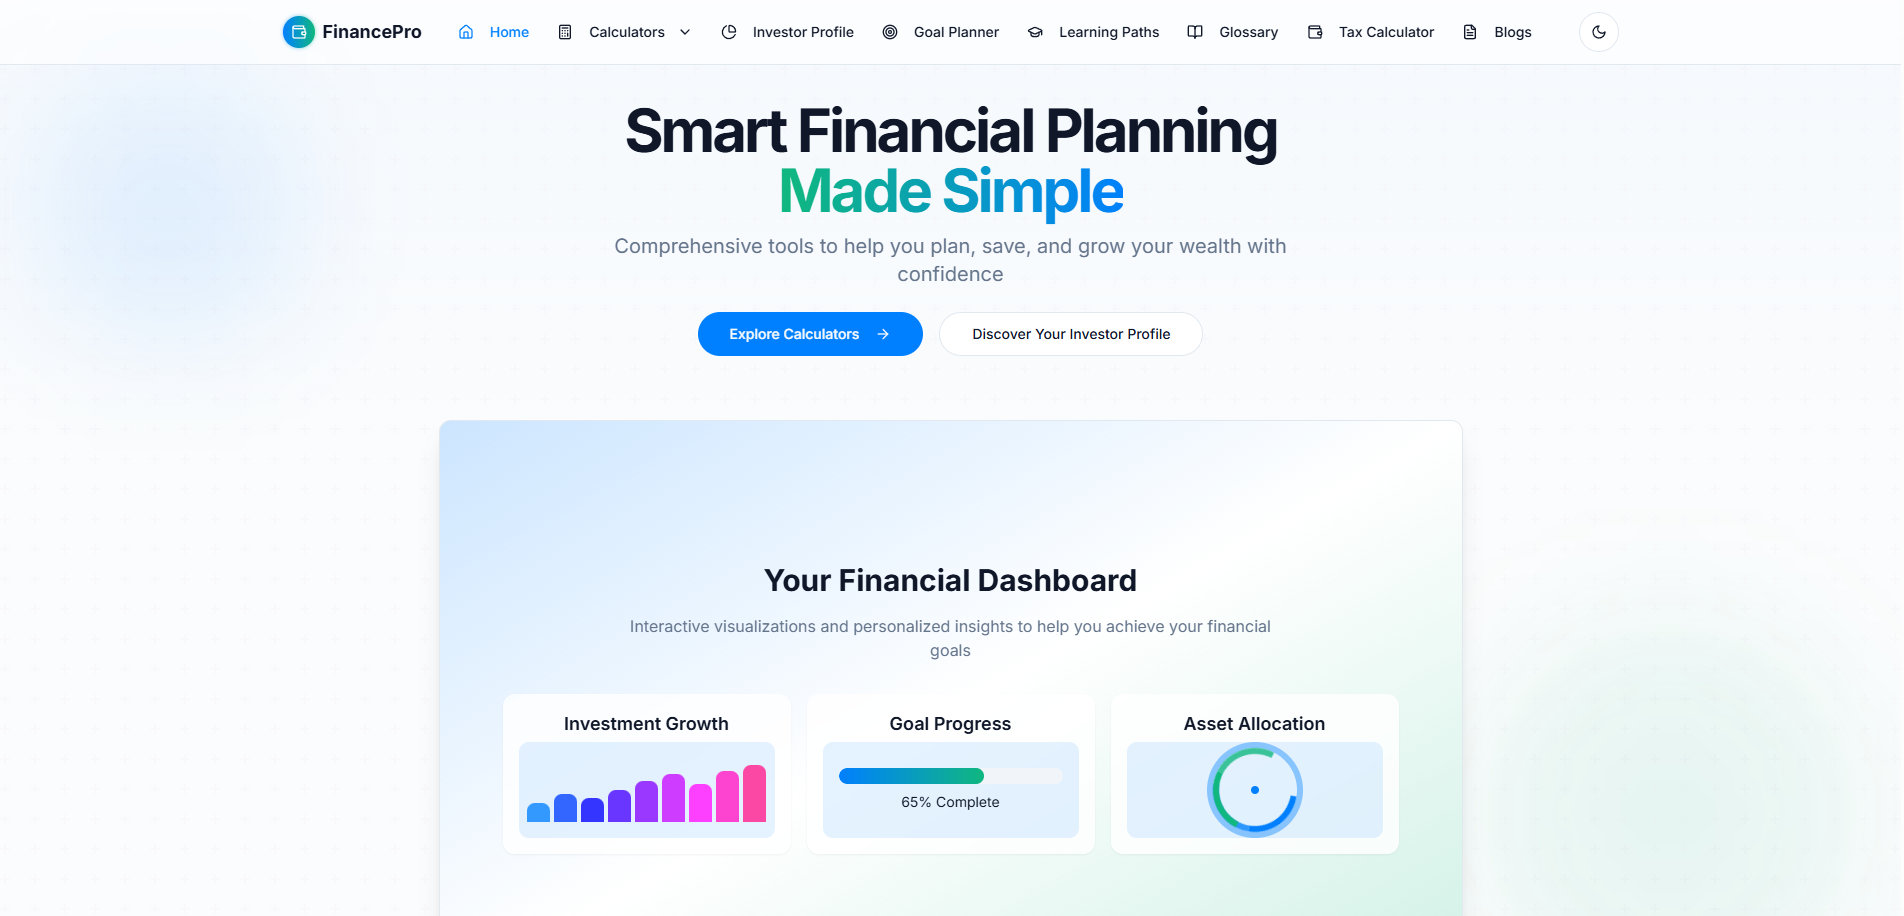 FinancePro
Home
Calculators
Investor Profile
Goal Planner
Learning Paths
Glossary
Tax Calculator
Blogs
Smart Financial Planning
Made Simple
Comprehensive tools to help you plan, save, and grow your wealth with
confidence
Explore Calculators
Discover Your Investor Profile
Your Financial Dashboard
Interactive visualizations and personalized insights to help you achieve your financial
goals
Investment Growth
Goal Progress
65% Complete
Asset Allocation